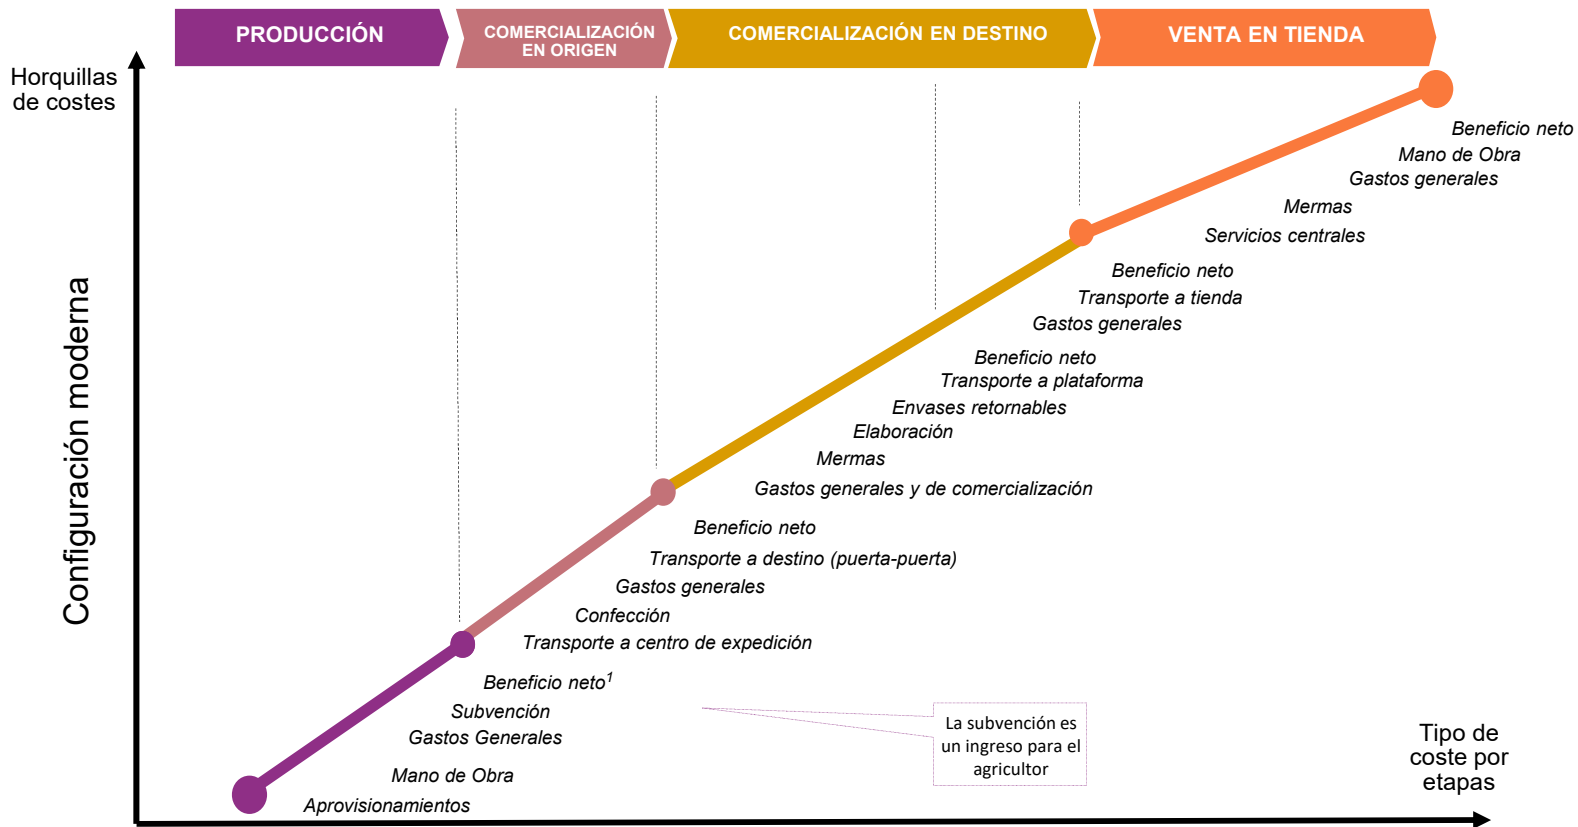 PRODUCCIÓN
COMERCIALIZACIÓN
EN ORIGEN
COMERCIALIZACIÓN EN DESTINO
VENTA EN TIENDA
Horquillas
de costes
Configuración moderna
Beneficio neto
Mano de Obra
Gastos generales
Mermas
Servicios centrales
Beneficio neto
Transporte a tienda
Gastos generales
Beneficio neto
Transporte a plataforma
Envases retornables
Elaboración
Mermas
Gastos generales y de comercialización
Beneficio neto
Transporte a destino (puerta-puerta)
Gastos generales
Confección
Transporte a centro de expedición
Beneficio neto¹
Subvención
Gastos Generales
Mano de Obra
Aprovisionamientos
La subvención es
un ingreso para el
agricultor
Tipo de
coste por
etapas